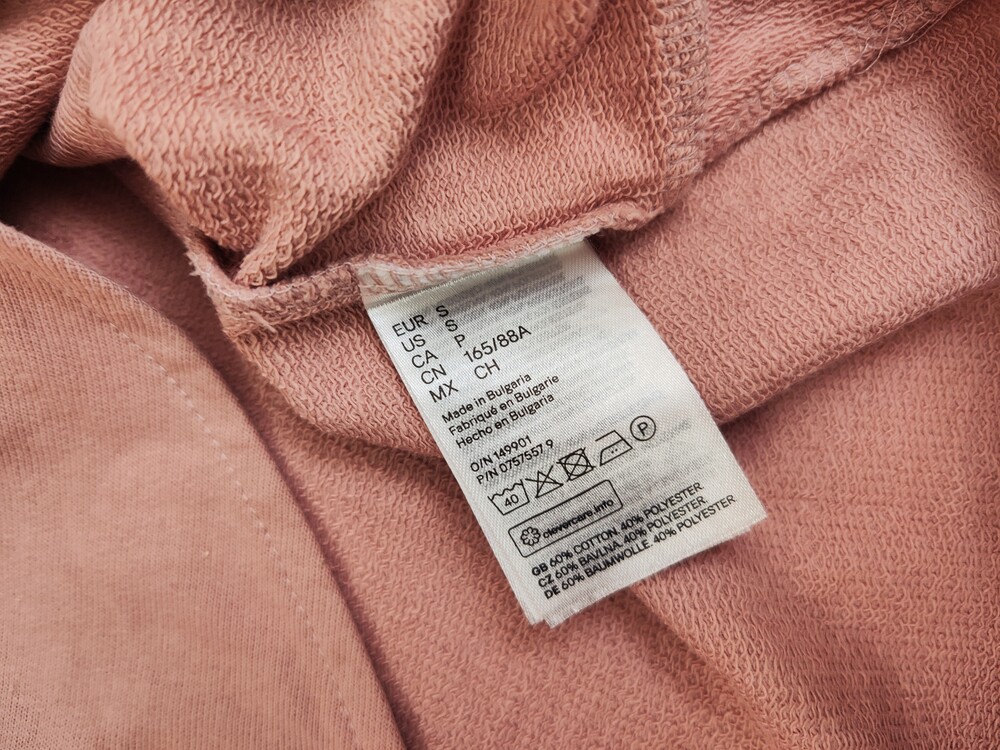 EUR S
US S
CA P
CN 165/88A
MX CH
Made in Bulgaria
Fabriqué en Bulgarie
Hecho en Bulgaria
O/N 149901
P/N 0757557 9
40 P
clevercare.info
GB 60% COTTON. 40% POLYESTER
CZ 60% BAVLNA. 40% POLYESTER.
DE 60% BAUMWOLLE. 40% POLYESTER